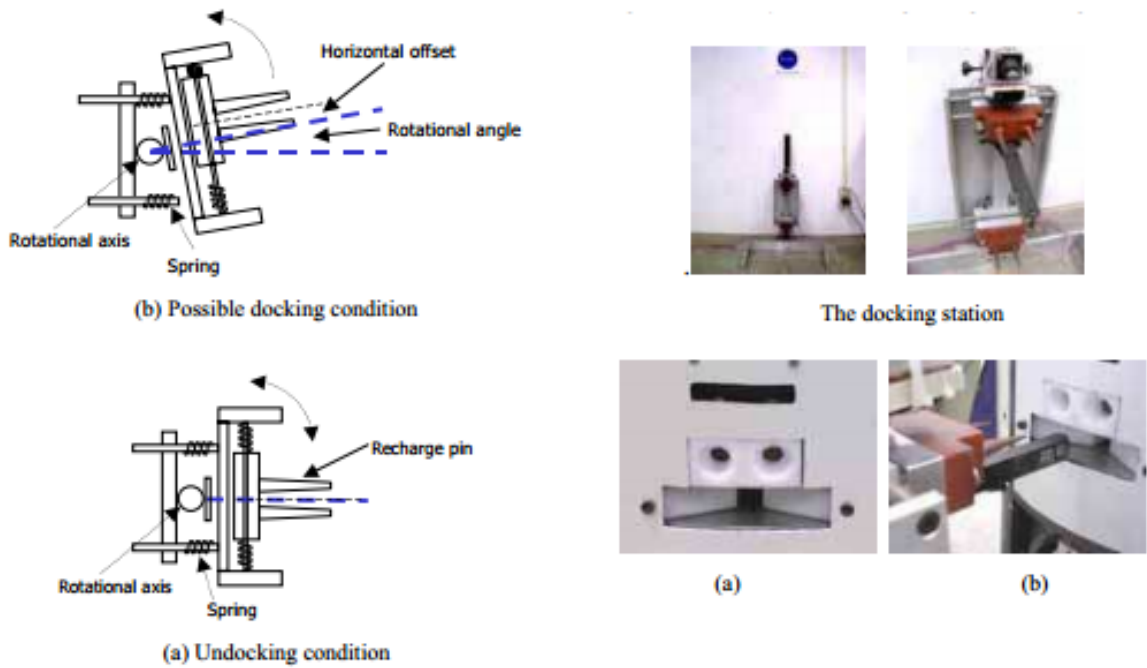 Horizontal offset
Rotational angle
Rotational axis
Spring
(b) Possible docking condition
The docking station
Recharge pin
Rotational axis
Spring
(a) Undocking condition
(a)
(b)